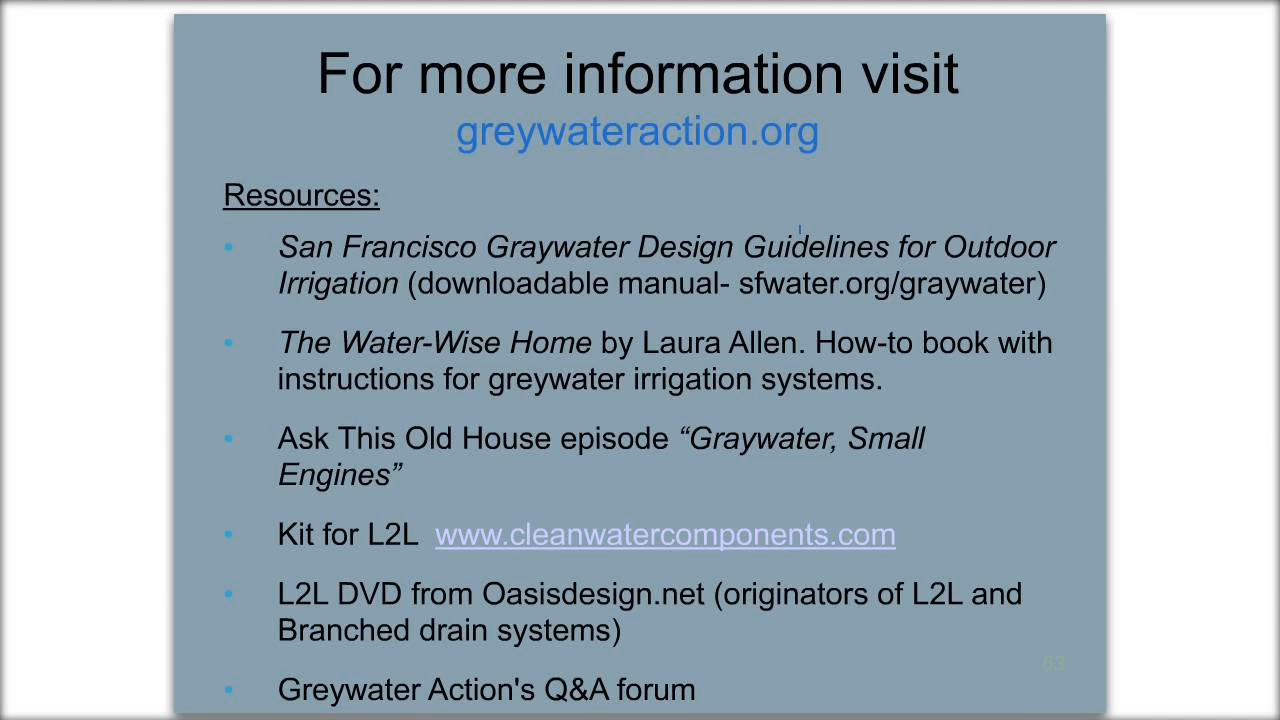 For more information visit
greywateraction.org
Resources:
• San Francisco Graywater Design Guidelines for Outdoor
Irrigation (downloadable manual- sfwater.org/graywater)
• The Water-Wise Home by Laura Allen. How-to book with
instructions for greywater irrigation systems.
• Ask This Old House episode “Graywater, Small
Engines”
• Kit for L2L www.cleanwatercomponents.com
• L2L DVD from Oasisdesign.net (originators of L2L and
Branched drain systems)
63
• Greywater Action's Q&A forum